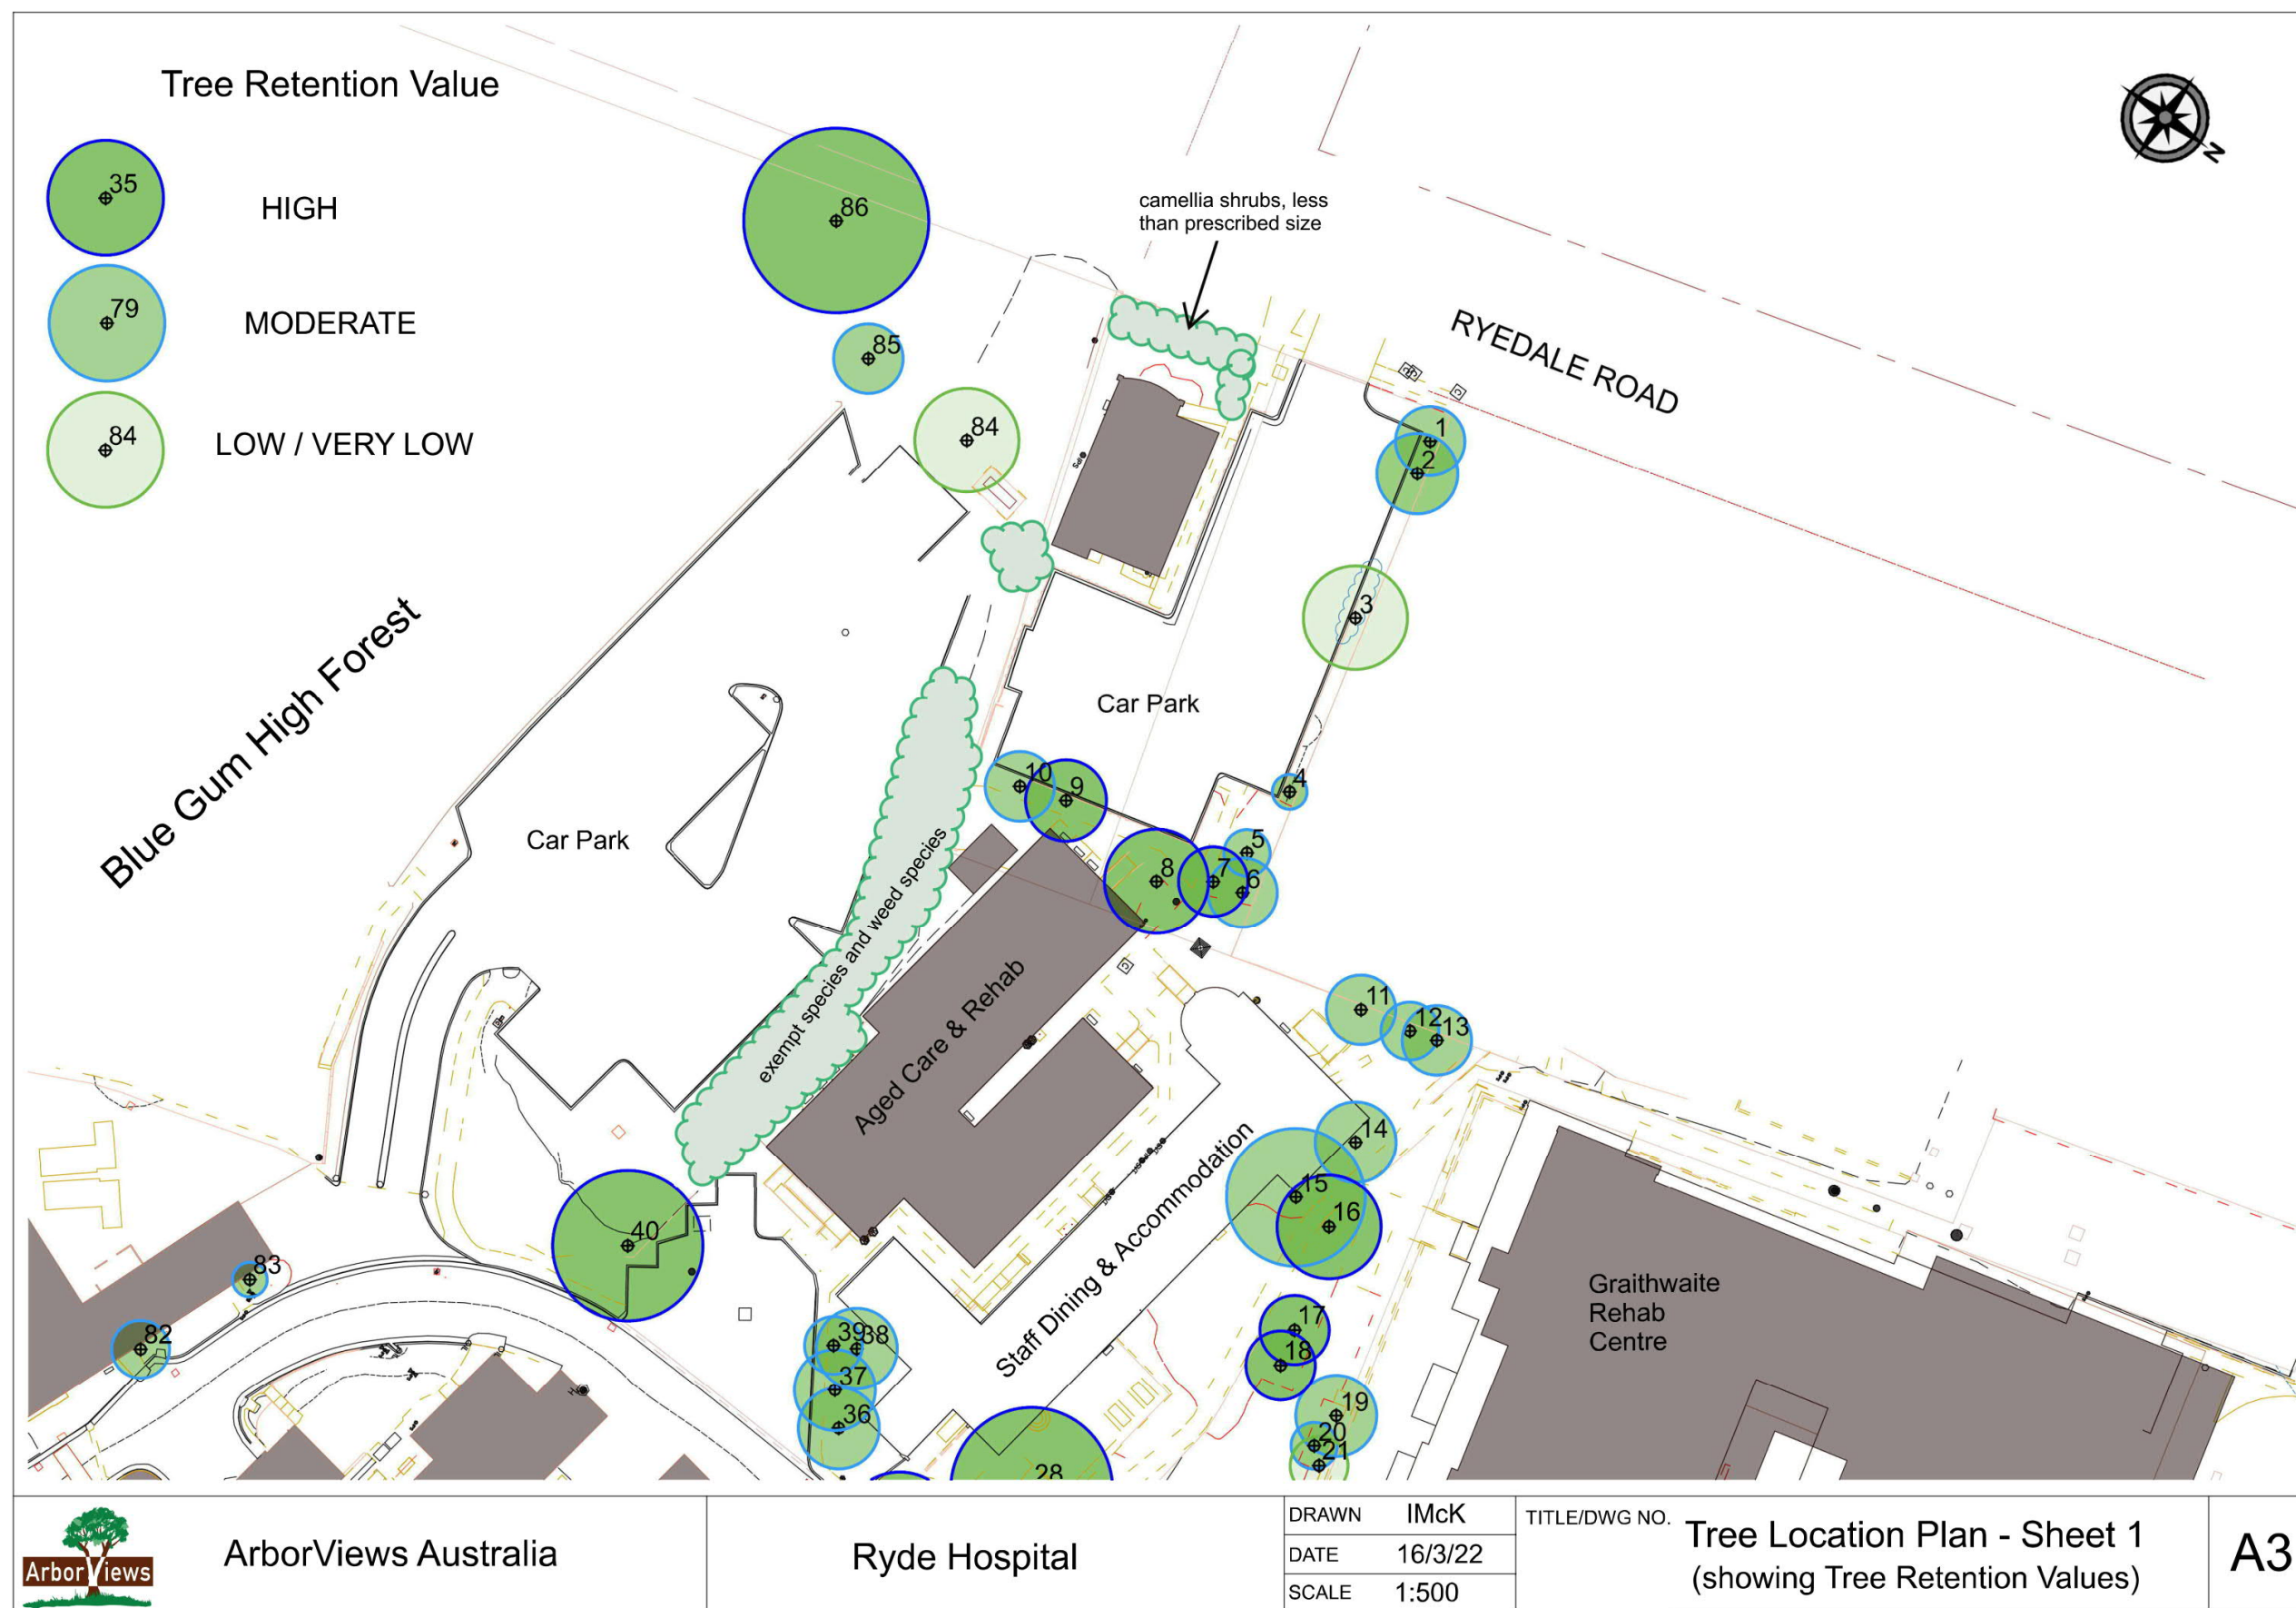 Tree Retention Value
35
HIGH
79
MODERATE
84
LOW / VERY LOW
86
85
84
camellia shrubs, less
than prescribed size
N
RYEDALE ROAD
1
2
3
Blue Gum High Forest
Car Park
Car Park
10
9
4
5
8
7
6
exempt species and weed species
Aged Care & Rehab
11
12
13
14
15
16
Staff Dining & Accommodation
40
83
82
17
18
Graithwaite
Rehab
Centre
39
38
37
36
19
20
21
28
ArborViews
ArborViews Australia
Ryde Hospital
DRAWN IMcK
DATE 16/3/22
SCALE 1:500
TITLE/DWG NO.
Tree Location Plan - Sheet 1
(showing Tree Retention Values)
A3